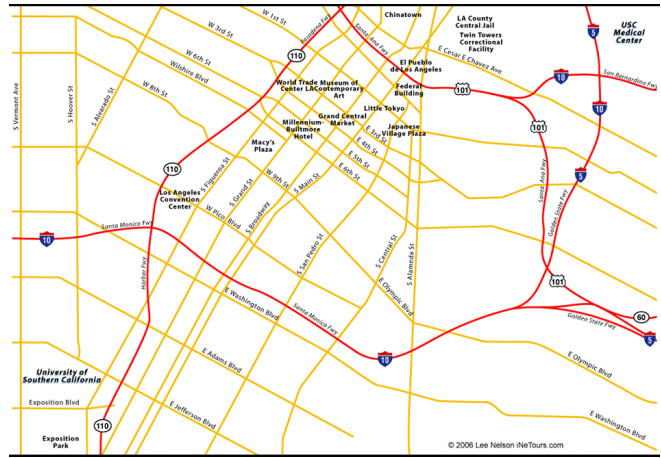 Chinatown
W 1st St
W 3rd St
Pasadena Fwy
Santa Ana Fwy
LA County
Central Jail
Twin Towers
Correctional
Facility
USC
Medical
Center
5
110
W 6th St
Wilshire Blvd
El Pueblo
de Los Angeles
E Cesar E Chavez Ave
10
San Bernardino Fwy
S Vermont Ave
S Hoover St
S Alvarado St
W 8th St
World Trade
Center LA
Museum of
Contemporary
Art
Federal
Building
101
10
Little Tokyo
Grand Central
Market
Millennium-
Builtmore
Hotel
E 3rd St
Japanese
Village Plaza
101
Macy's
Plaza
E 4th St
E 5th St
E 6th St
110
S Figueroa St
W 9th St
S Main St
5
Los Angeles
Convention
Center
S Grand St
S Broadway
W Pico Blvd
Santa Ana Fwy
Golden State Fwy
10
Santa Monica Fwy
S San Pedro St
S Central St
S Alameda St
Harbor Fwy
101
E Washington Blvd
Santa Monica Fwy
E Olympic Blvd
60
Golden State Fwy
5
10
E Adams Blvd
E Olympic Blvd
University of
Southern California
Exposition Blvd
E Jefferson Blvd
E Washington Blvd
110
Exposition
Park
© 2006 Lee Nelson iNeTours.com